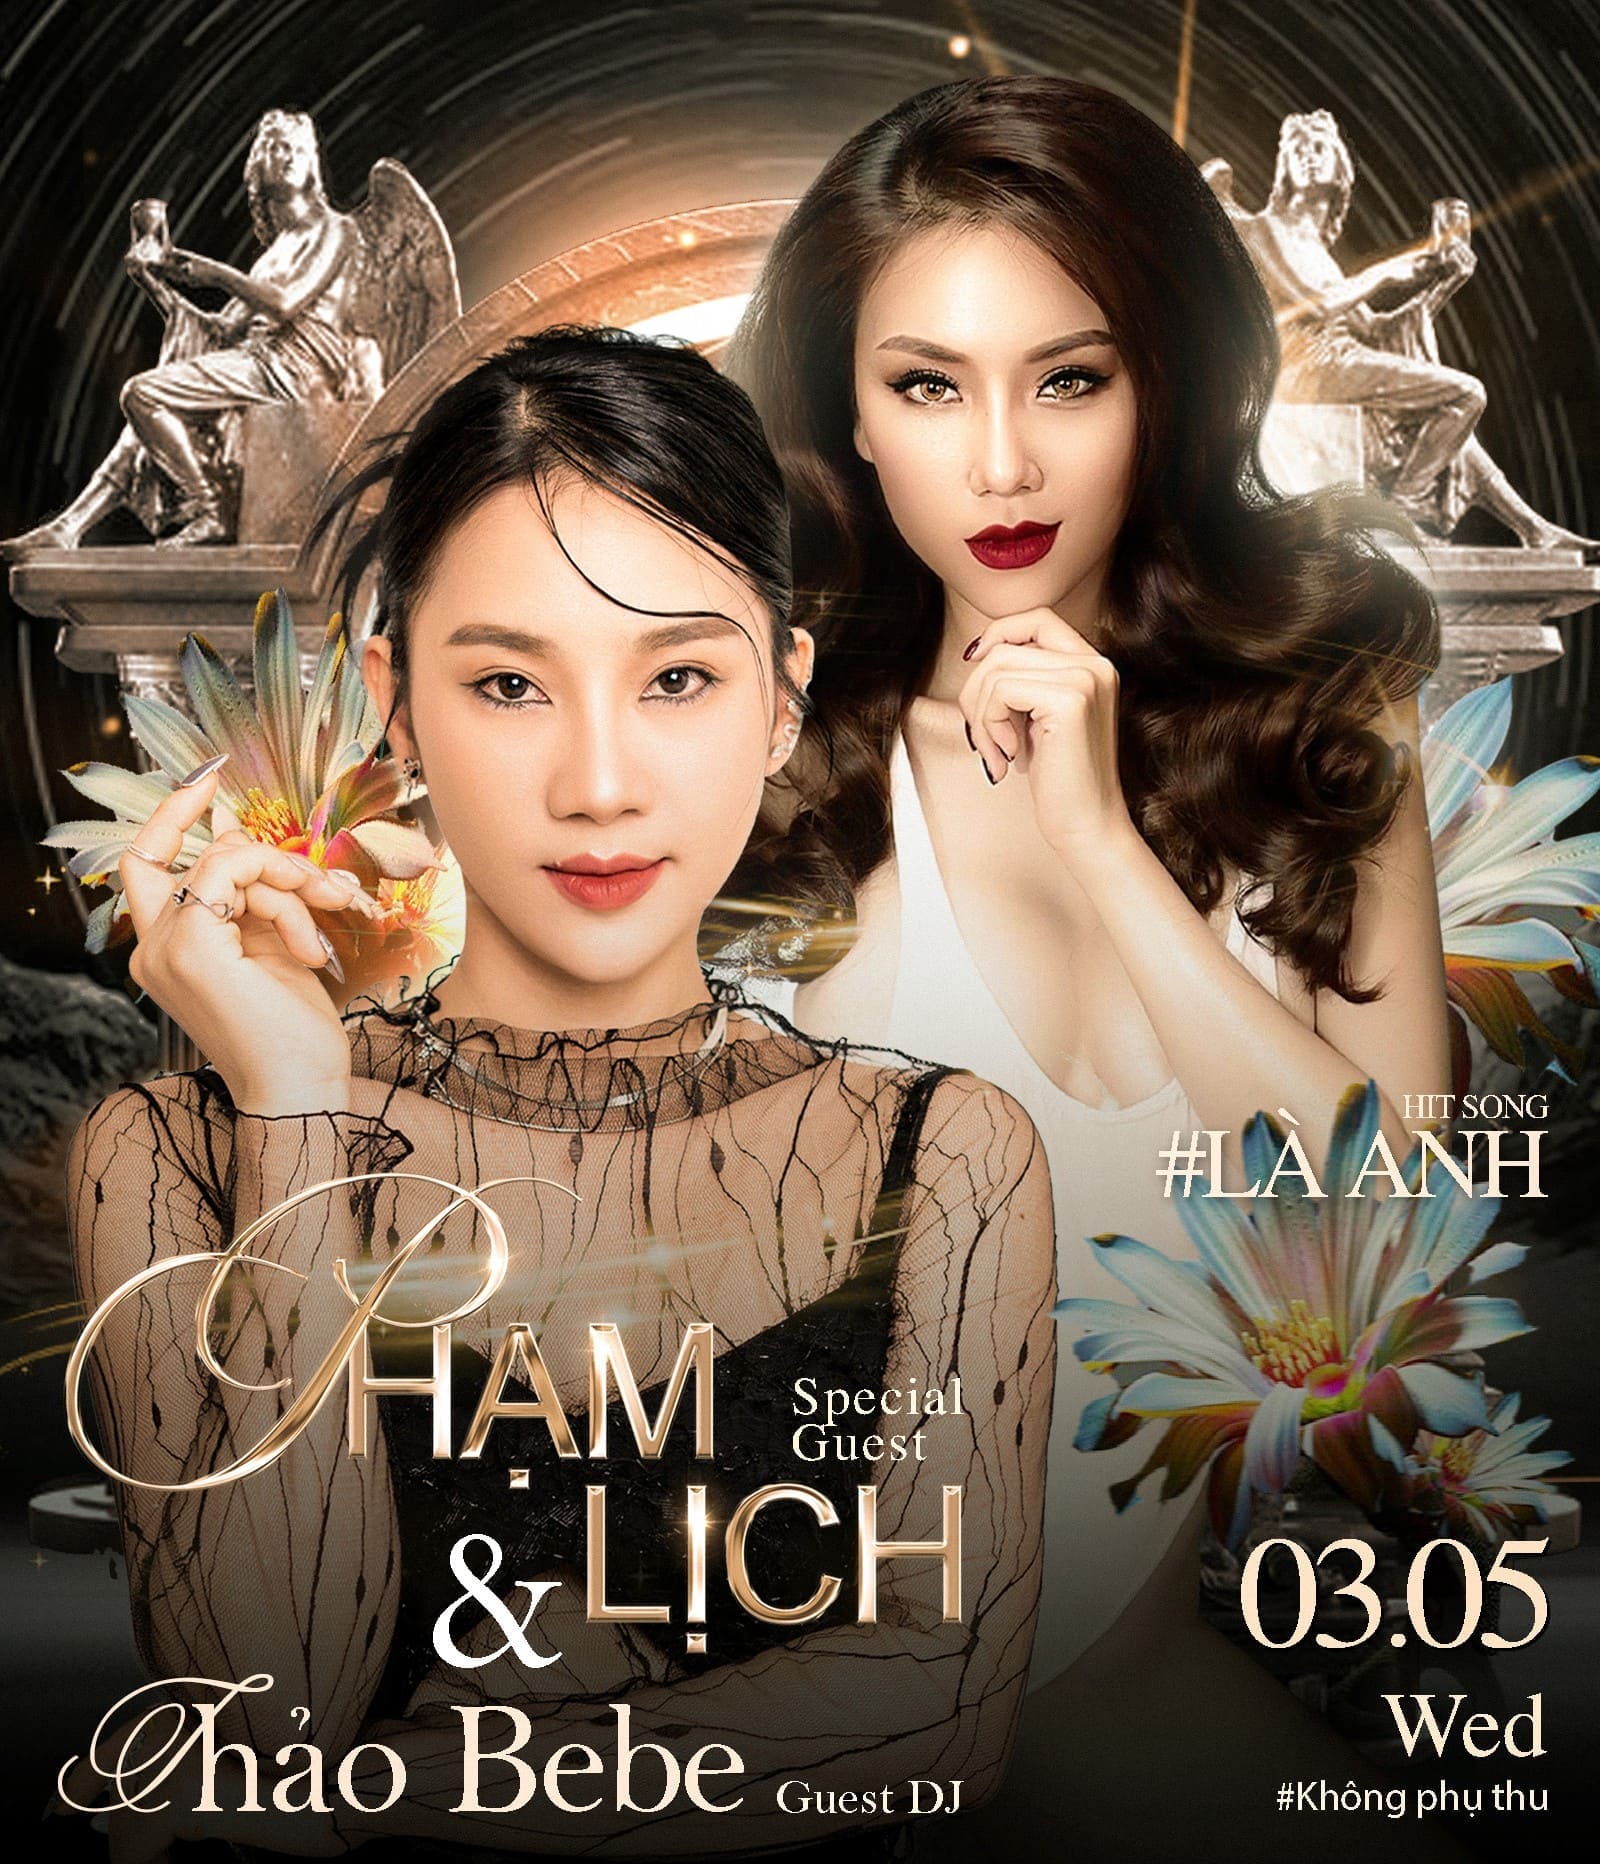 HIT SONG
#LÀ ANH
PHẠM
LỊCH
Special
Guest
&
Thảo Bebe
Guest DJ
03.05
Wed
#Không phụ thu